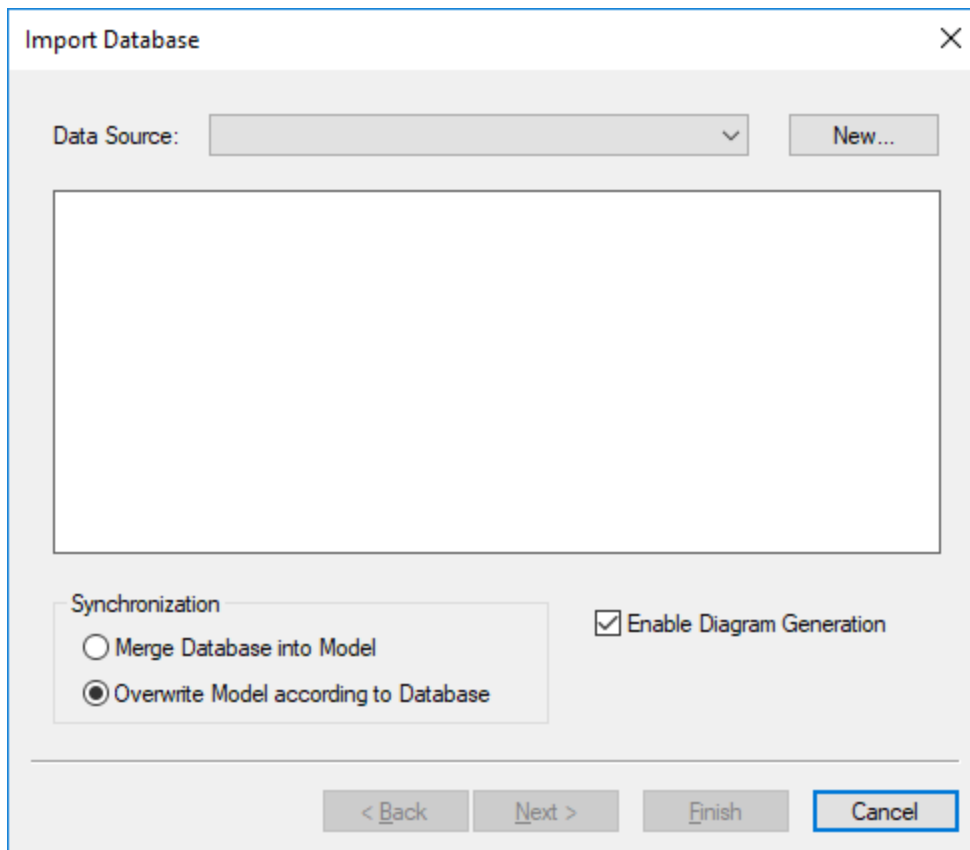 Import Database
Data Source:
New...
Synchronization
Merge Database into Model
Overwrite Model according to Database
Enable Diagram Generation
< Back
Next >
Finish
Cancel